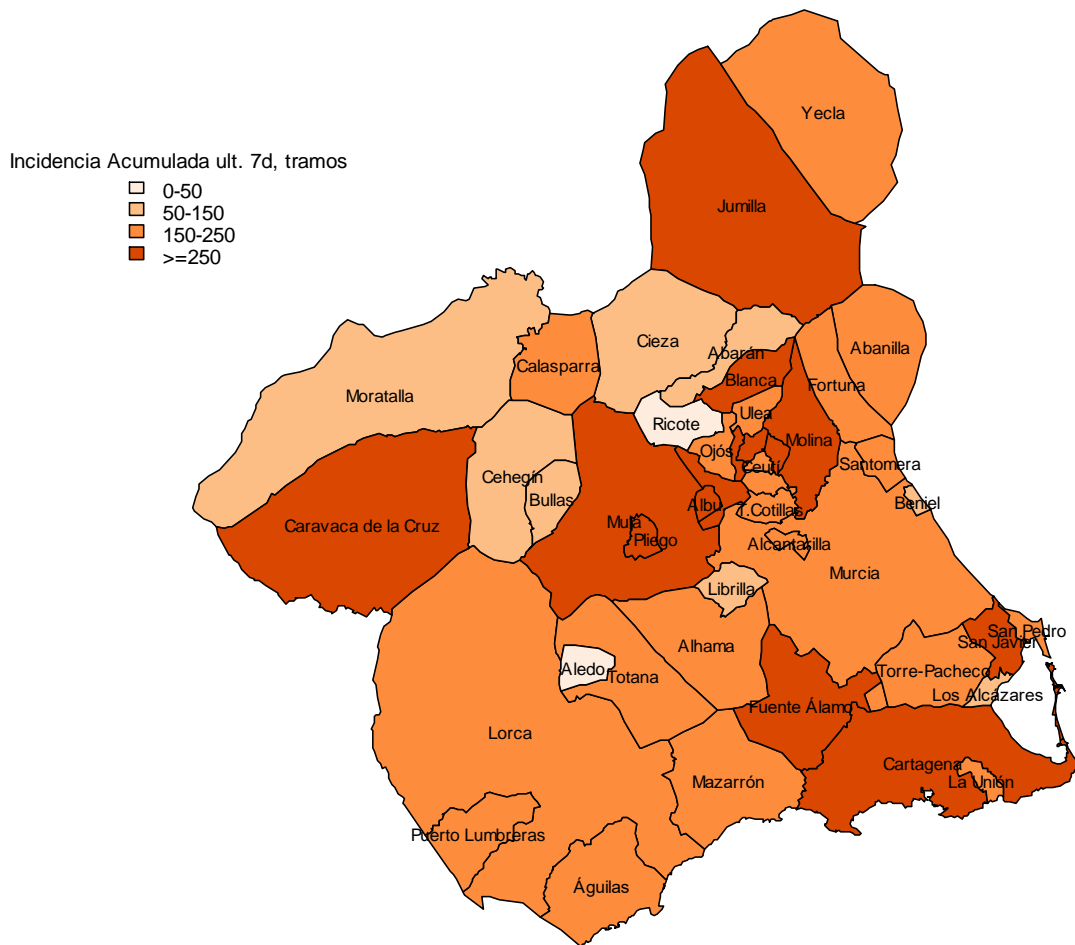 Yecla
Incidencia Acumulada ult. 7d, tramos
0-50
50-150
150-250
>=250
Jumilla
Cieza
Abarán
Abanilla
Calasparra
Blanca
Fortuna
Moratalla
Ricote
Ulea
Ojós
Molina
Ceutí
Santomera
Cehegín
Bullas
Albu
T.Cotillas
Beniel
Caravaca de la Cruz
Mula
Pliego
Alcantarilla
Murcia
Librilla
San Pedro
San Javier
Alhama
Aledo
Totana
Torre-Pacheco
Los Alcázares
Fuente Álamo
Lorca
Cartagena
La Unión
Mazarrón
Puerto Lumbreras
Águilas